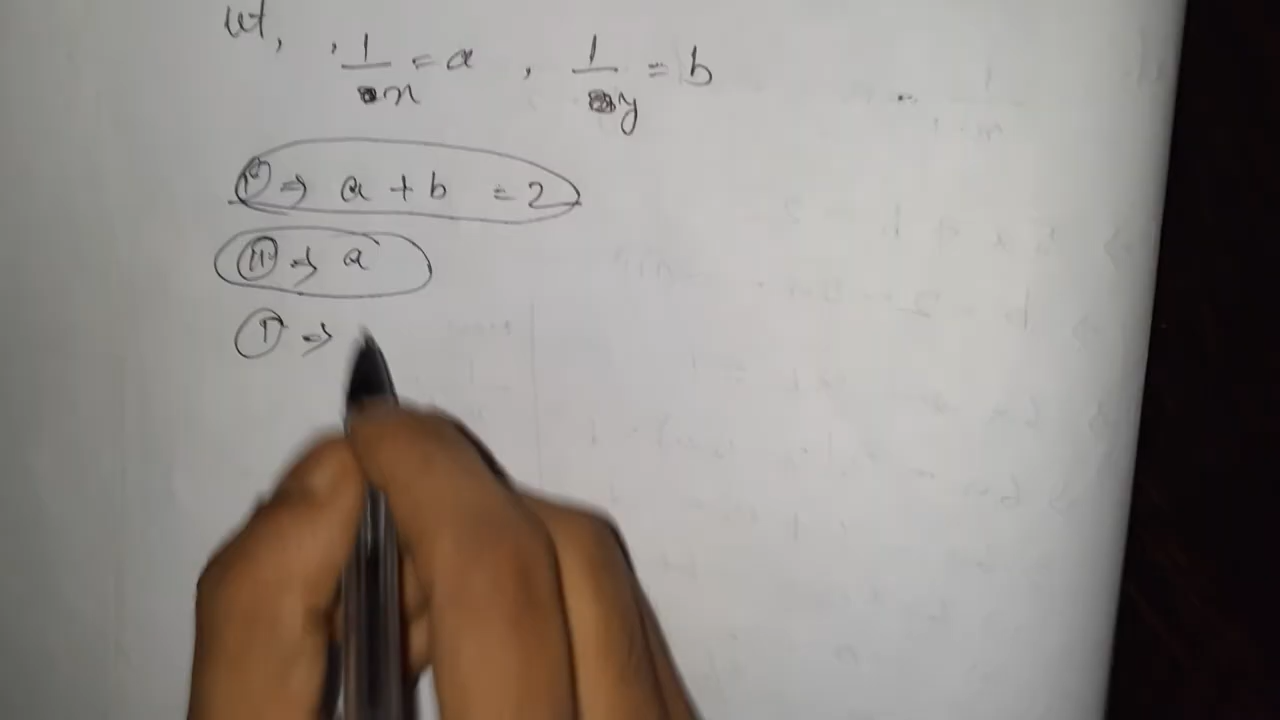 let, 1/x = a , 1/y = b
⇒ a + b = 2
(II) ⇒ a
(I) ⇒